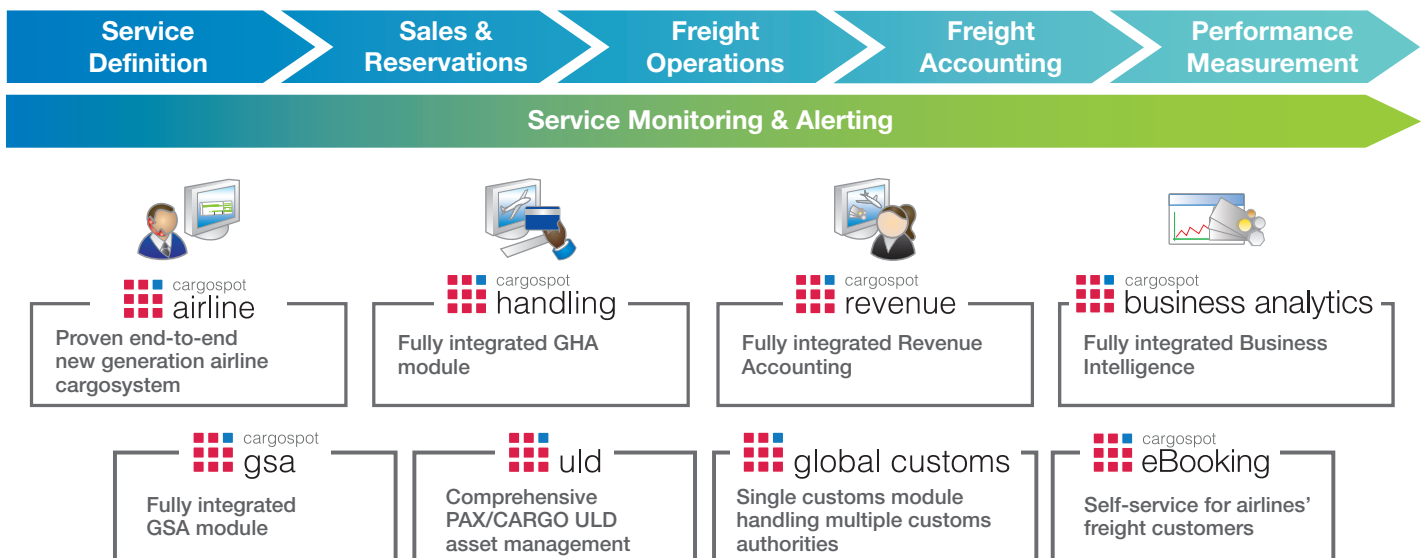 Service
Definition
Sales &
Reservations
Freight
Operations
Freight
Accounting
Performance
Measurement
Service Monitoring & Alerting
cargospot
airline
Proven end-to-end
new generation airline
cargosystem
cargospot
handling
Fully integrated GHA
module
cargospot
revenue
Fully integrated Revenue
Accounting
cargospot
business analytics
Fully integrated Business
Intelligence
cargospot
gsa
Fully integrated
GSA module
uld
Comprehensive
PAX/CARGO ULD
asset management
global customs
Single customs module
handling multiple customs
authorities
cargospot
eBooking
Self-service for airlines’
freight customers